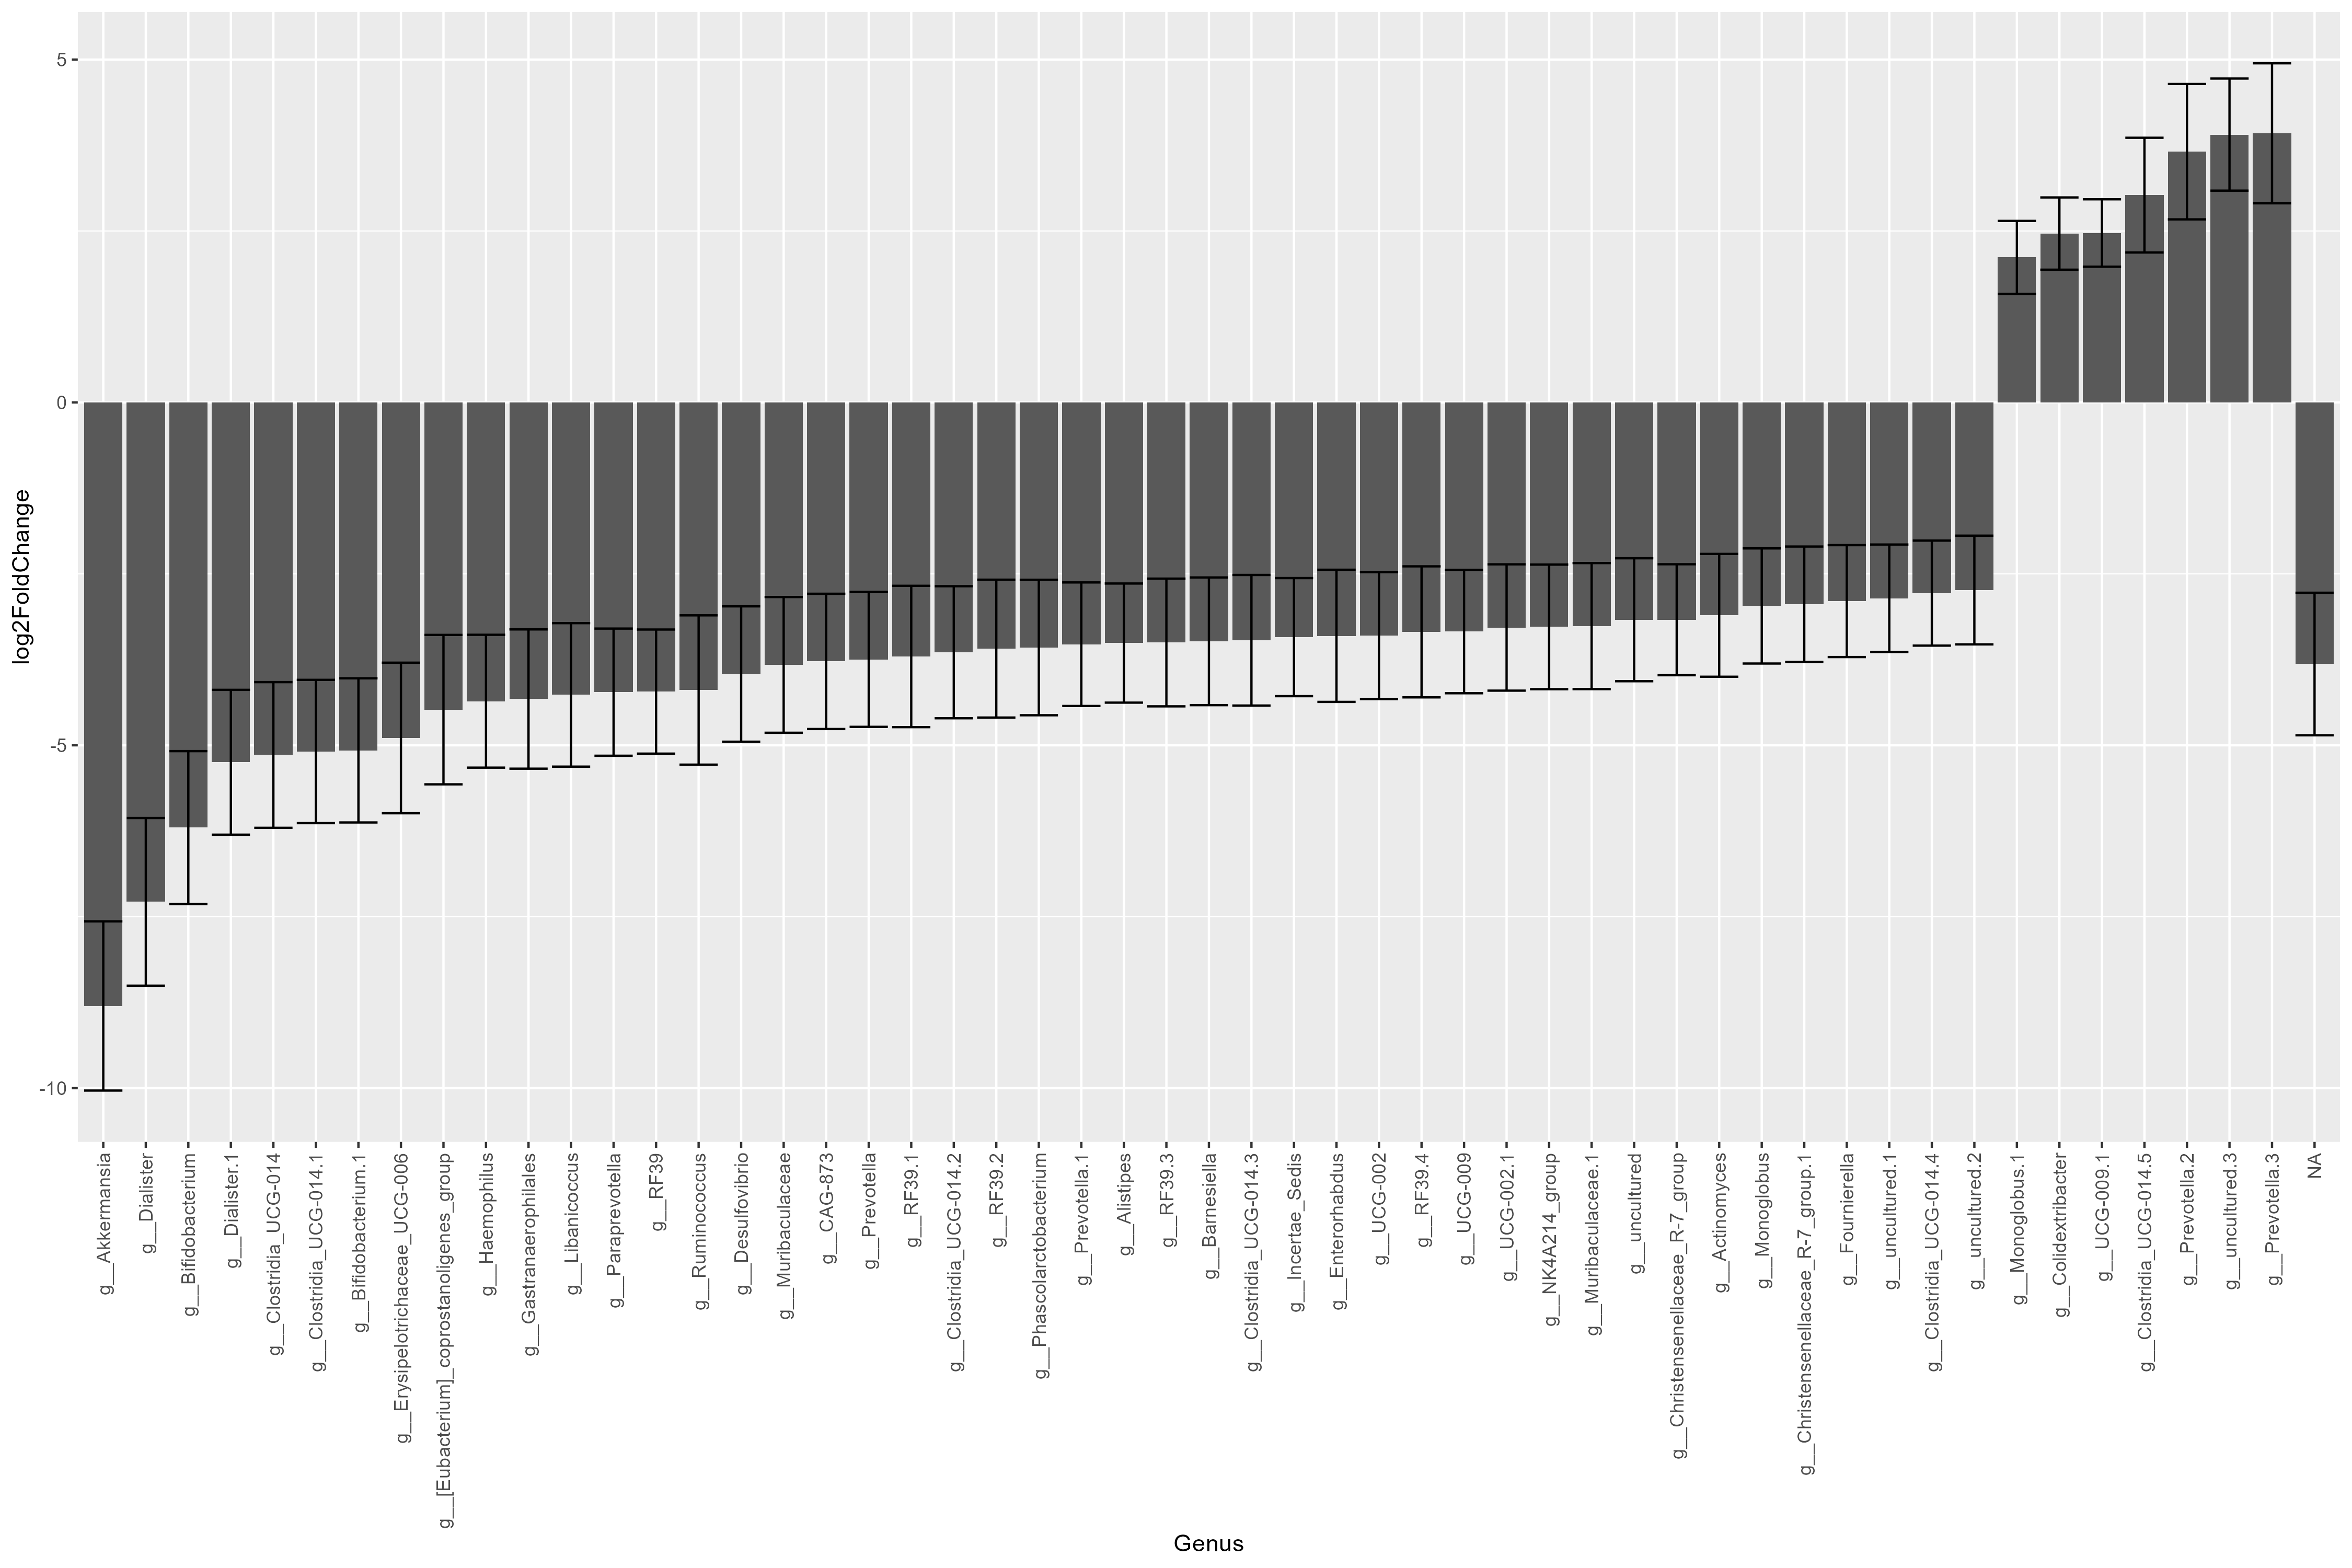 log2FoldChange
5
0
-5
-10
g__Akkermansia
g__Dialister
g__Bifidobacterium
g__Dialister.1
g__Clostridia_UCG-014
g__Clostridia_UCG-014.1
g__Bifidobacterium.1
g__Erysipelotrichaceae_UCG-006
g__[Eubacterium]_coprostanoligenes_group
g__Haemophilus
g__Gastranaerophilales
g__Libanicoccus
g__Paraprevotella
g__RF39
g__Ruminococcus
g__Desulfovibrio
g__Muribaculaceae
g__CAG-873
g__Prevotella
g__RF39.1
g__Clostridia_UCG-014.2
g__RF39.2
g__Phascolarctobacterium
g__Prevotella.1
g__Alistipes
g__RF39.3
g__Barnesiella
g__Clostridia_UCG-014.3
g__Incertae_Sedis
g__Enterorhabdus
g__UCG-002
g__RF39.4
g__UCG-009
g__UCG-002.1
g__NK4A214_group
g__Muribaculaceae.1
g__uncultured
g__Christensenellaceae_R-7_group
g__Actinomyces
g__Monoglobus
g__Christensenellaceae_R-7_group.1
g__Fournierella
g__uncultured.1
g__Clostridia_UCG-014.4
g__uncultured.2
g__Monoglobus.1
g__Colidextribacter
g__UCG-009.1
g__Clostridia_UCG-014.5
g__Prevotella.2
g__uncultured.3
g__Prevotella.3
NA
Genus